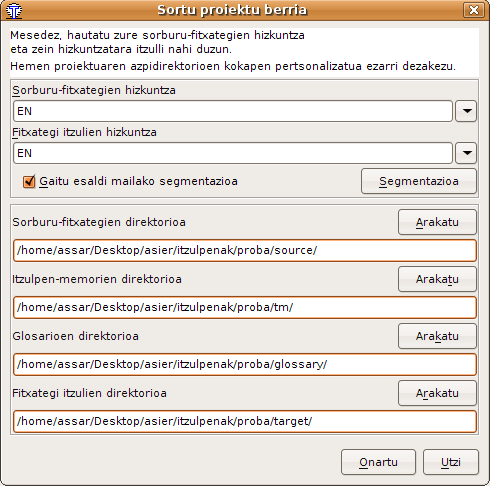 Sortu proiektu berria
Mesedez, hautatu zure sorburu-fitxategien hizkuntza
eta zein hizkuntzatara itzulli nahi duzun.
Hemen proiektuaren azpidirektorioen kokapen pertsonalizatua ezarri dezakezu.
Sorburu-fitxategien hizkuntza
EN
Fitxategi itzulien hizkuntza
EN
Gaitu esaldi mailako segmentazioa
Segmentazioa
Sorburu-fitxategien direktorioa
Arakatu
/home/assar/Desktop/asier/itzulpenak/proba/source/
Itzulpen-memorien direktorioa
Arakatu
/home/assar/Desktop/asier/itzulpenak/proba/tm/
Glosarioen direktorioa
Arakatu
/home/assar/Desktop/asier/itzulpenak/proba/glossary/
Fitxategi itzulien direktorioa
Arakatu
/home/assar/Desktop/asier/itzulpenak/proba/target/
Onartu
Utzi